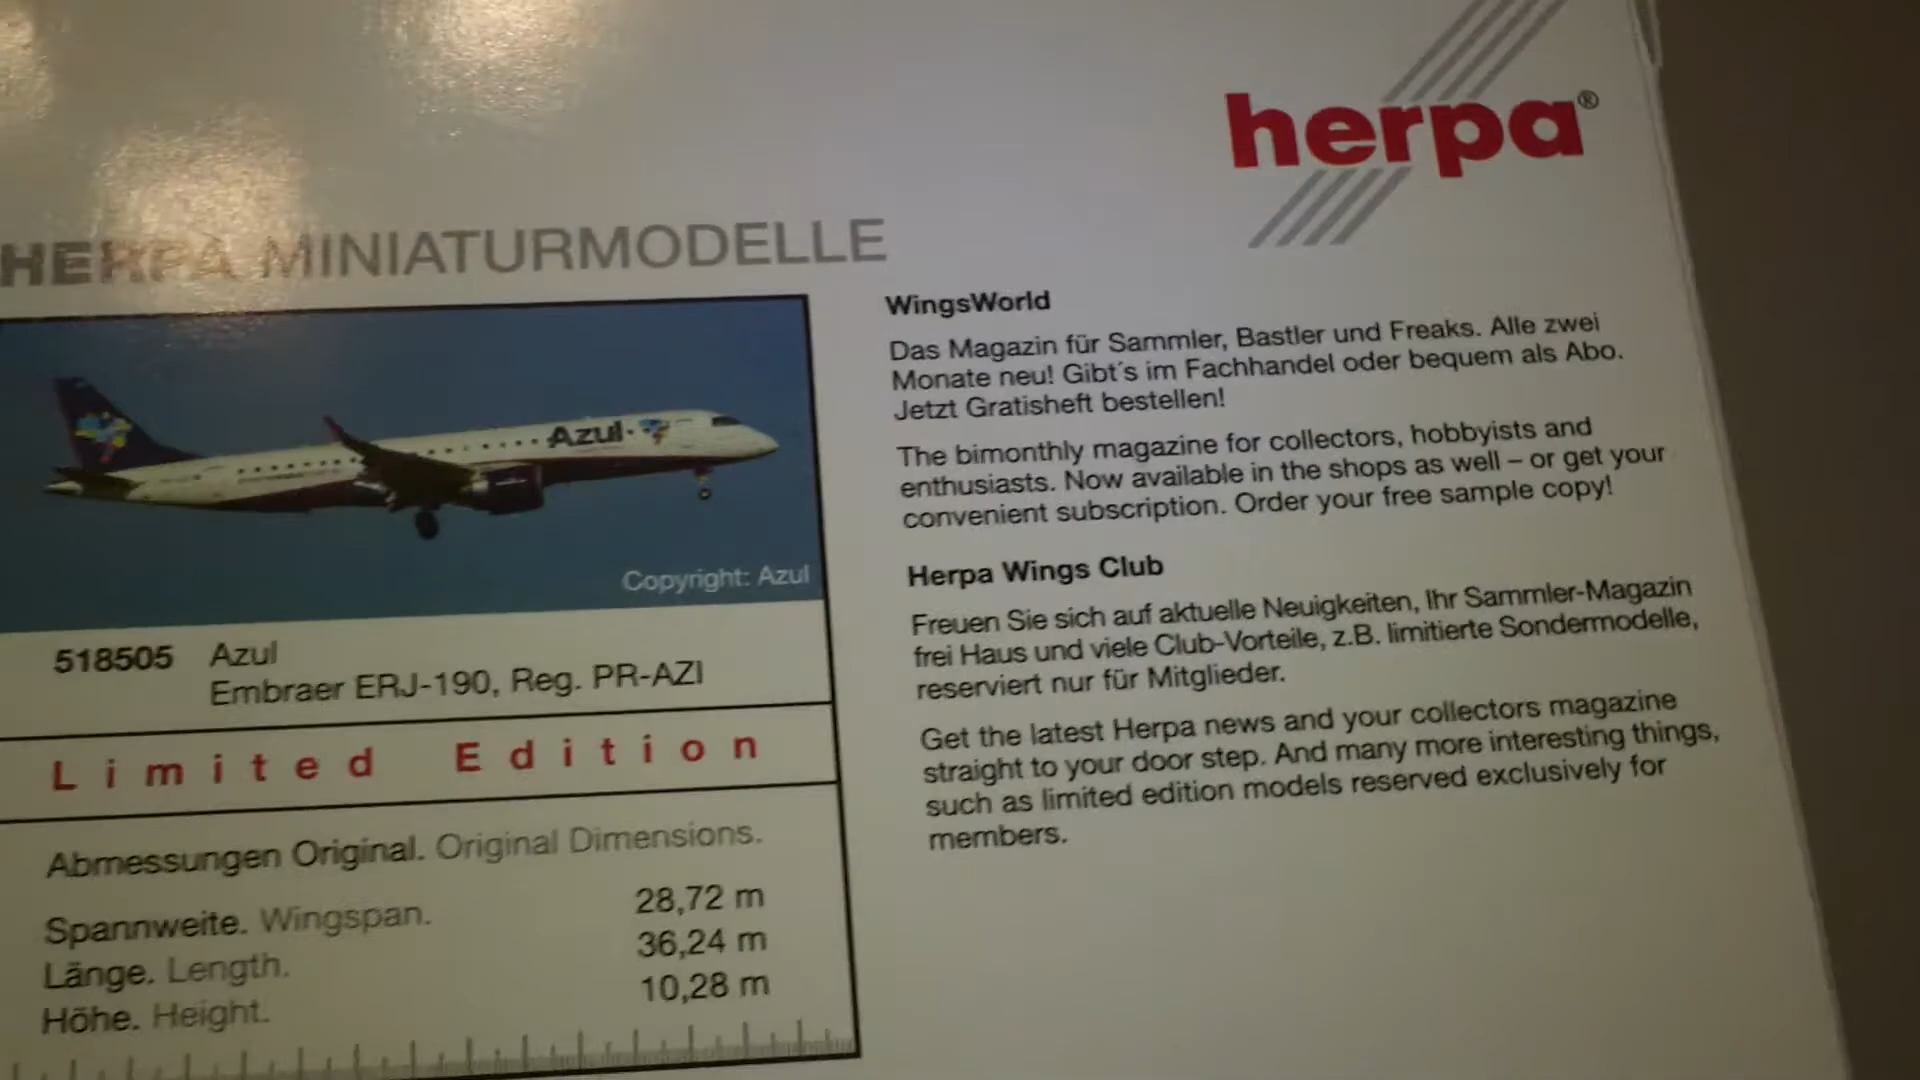 herpa®
HERPA MINIATURMODELLE
Azul
Copyright: Azul
518505 Azul
Embraer ERJ-190, Reg. PR-AZI
Limited Edition
Abmessungen Original. Original Dimensions.
Spannweite. Wingspan. 28,72 m
Länge. Length. 36,24 m
Höhe. Height. 10,28 m
WingsWorld
Das Magazin für Sammler, Bastler und Freaks. Alle zwei
Monate neu! Gibt´s im Fachhandel oder bequem als Abo.
Jetzt Gratisheft bestellen!
The bimonthly magazine for collectors, hobbyists and
enthusiasts. Now available in the shops as well – or get your
convenient subscription. Order your free sample copy!
Herpa Wings Club
Freuen Sie sich auf aktuelle Neuigkeiten, Ihr Sammler-Magazin
frei Haus und viele Club-Vorteile, z.B. limitierte Sondermodelle,
reserviert nur für Mitglieder.
Get the latest Herpa news and your collectors magazine
straight to your door step. And many more interesting things,
such as limited edition models reserved exclusively for
members.